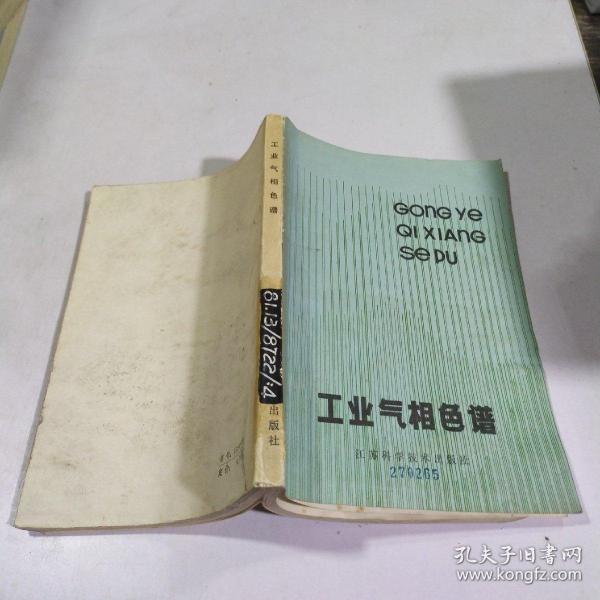 工业气相色谱
81.13/8T22/:4
出版社
GONG YE
QI XIANG
SE PU
工业气相色谱
江苏科学技术出版社
279265
孔夫子旧书网
www.kongfz.com